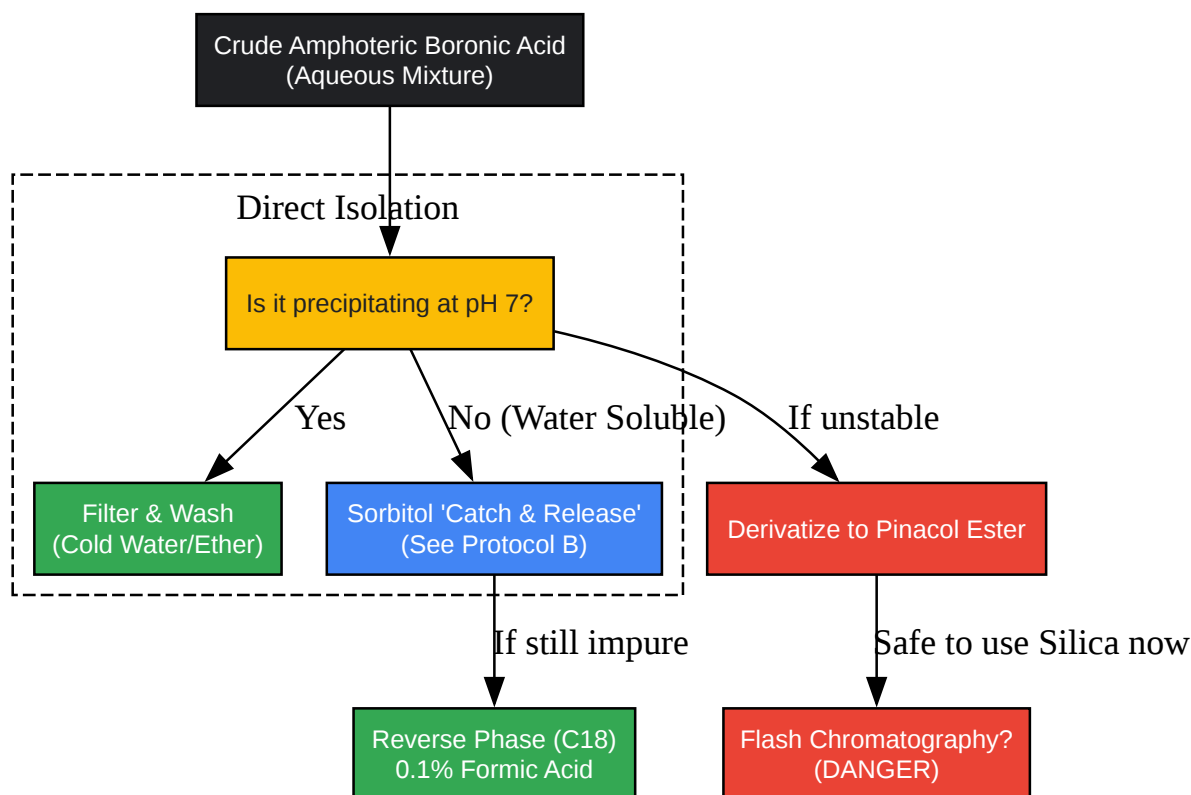 Crude Amphoteric Boronic Acid
(Aqueous Mixture)
Direct Isolation
Is it precipitating at pH 7?
Yes
No (Water Soluble)
If unstable
Filter & Wash
(Cold Water/Ether)
Sorbitol 'Catch & Release'
(See Protocol B)
Derivatize to Pinacol Ester
If still impure
Safe to use Silica now
Reverse Phase (C18)
0.1% Formic Acid
Flash Chromatography?
(DANGER)